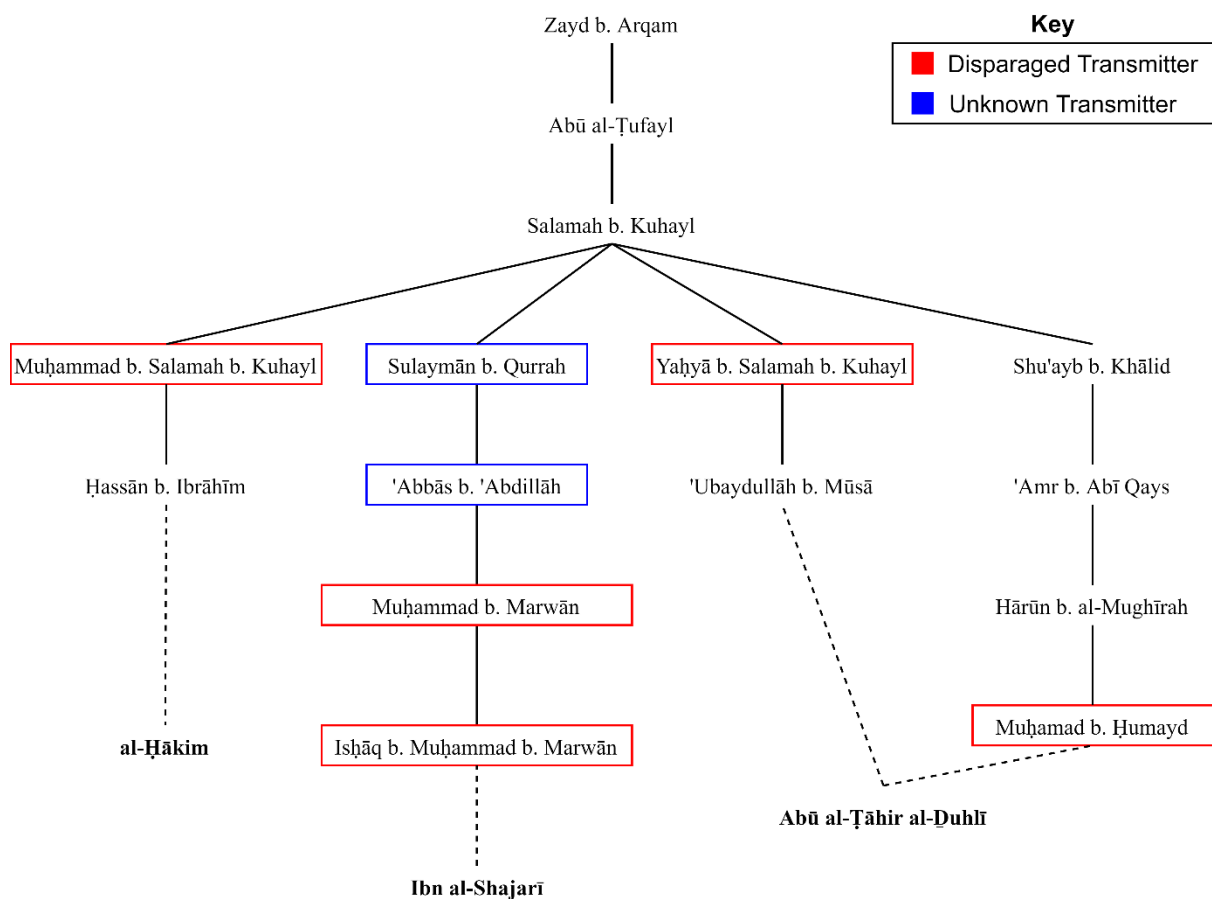 Zayd b. Arqam
Key
Disparaged Transmitter
Unknown Transmitter
Abū al-Ṭufayl
Salamah b. Kuhayl
Muḥammad b. Salamah b. Kuhayl
Sulaymān b. Qurrah
Yaḥyā b. Salamah b. Kuhayl
Shu'ayb b. Khālid
Ḥassān b. Ibrāhīm
'Abbās b. 'Abdillāh
'Ubaydullāh b. Mūsā
'Amr b. Abī Qays
Muḥammad b. Marwān
Hārūn b. al-Mughīrah
al-Ḥākim
Isḥāq b. Muḥammad b. Marwān
Muḥamad b. Ḥumayd
Abū al-Ṭāhir al-Ḏuhlī
Ibn al-Shajarī